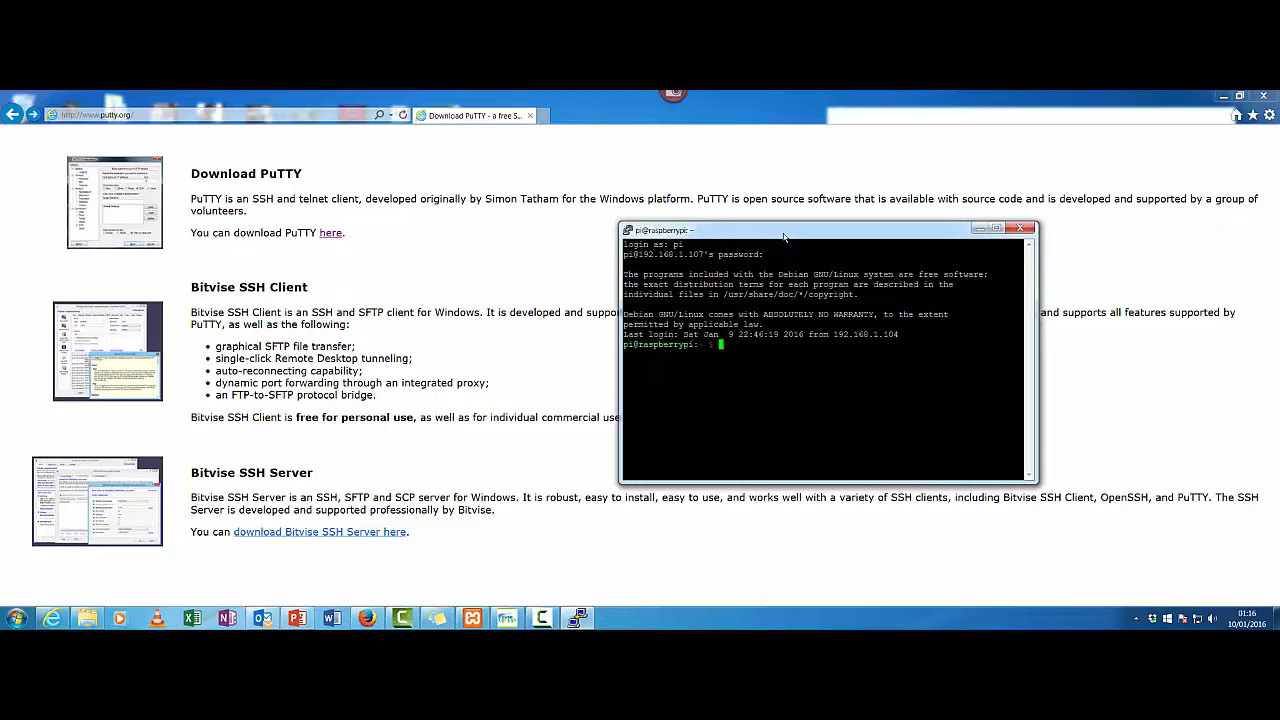 http://www.putty.org/
Download PuTTY - a free S...
Download PuTTY
PuTTY is an SSH and telnet client, developed originally by Simon Tatham for the Windows platform. PuTTY is open source software that is available with source code and is developed and supported by a group of
volunteers.
You can download PuTTY here.
pi@raspberrypi: ~
login as: pi
pi@192.168.1.107's password:
The programs included with the Debian GNU/Linux system are free software;
the exact distribution terms for each program are described in the
individual files in /usr/share/doc/*/copyright.
Debian GNU/Linux comes with ABSOLUTELY NO WARRANTY, to the extent
permitted by applicable law.
Last login: Sat Jan 9 22:46:19 2016 from 192.168.1.104
pi@raspberrypi:~ $
Bitvise SSH Client
Bitvise SSH Client is an SSH and SFTP client for Windows. It is and supports all features supported by
PuTTY, as well as the following:
graphical SFTP file transfer;
single-click Remote Desktop tunneling;
auto-reconnecting capability;
dynamic port forwarding through an integrated proxy;
an FTP-to-SFTP protocol bridge.
Bitvise SSH Client is free for personal use, as well as for individual commercial use
Bitvise SSH Server
Bitvise SSH Server is an SSH, SFTP and SCP server for Windows. It is robust, easy to install, easy to use, and works well with a variety of SSH clients, including Bitvise SSH Client, OpenSSH, and PuTTY. The SSH
Server is developed and supported professionally by Bitvise.
You can download Bitvise SSH Server here.
01:16
10/01/2016